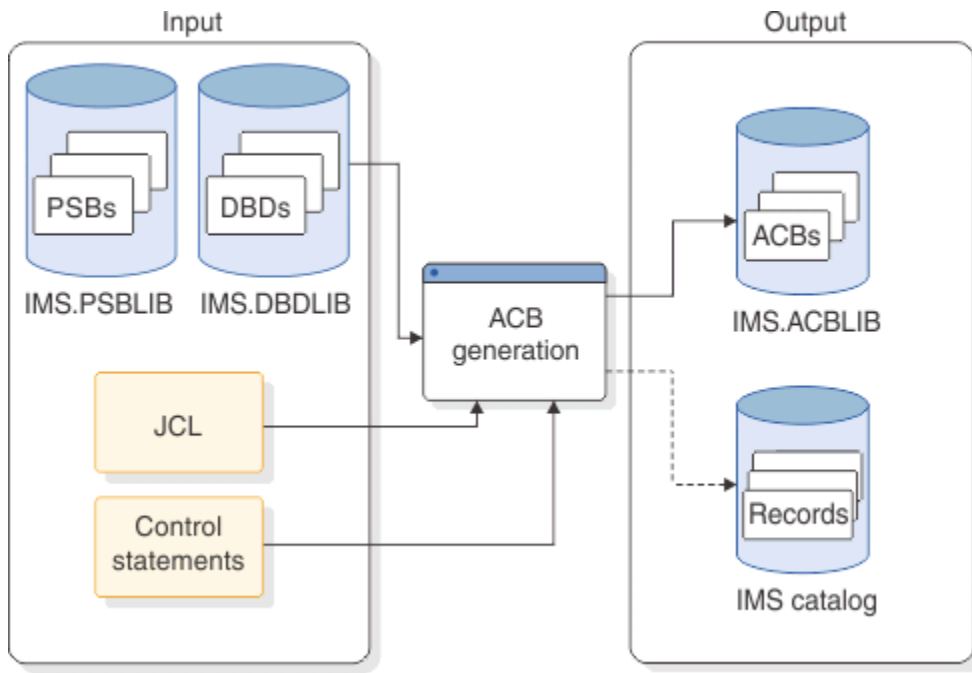 Input
PSBs
DBDs
IMS.PSBLIB
IMS.DBDLIB
JCL
Control
statements
ACB
generation
Output
ACBs
IMS.ACBLIB
Records
IMS catalog